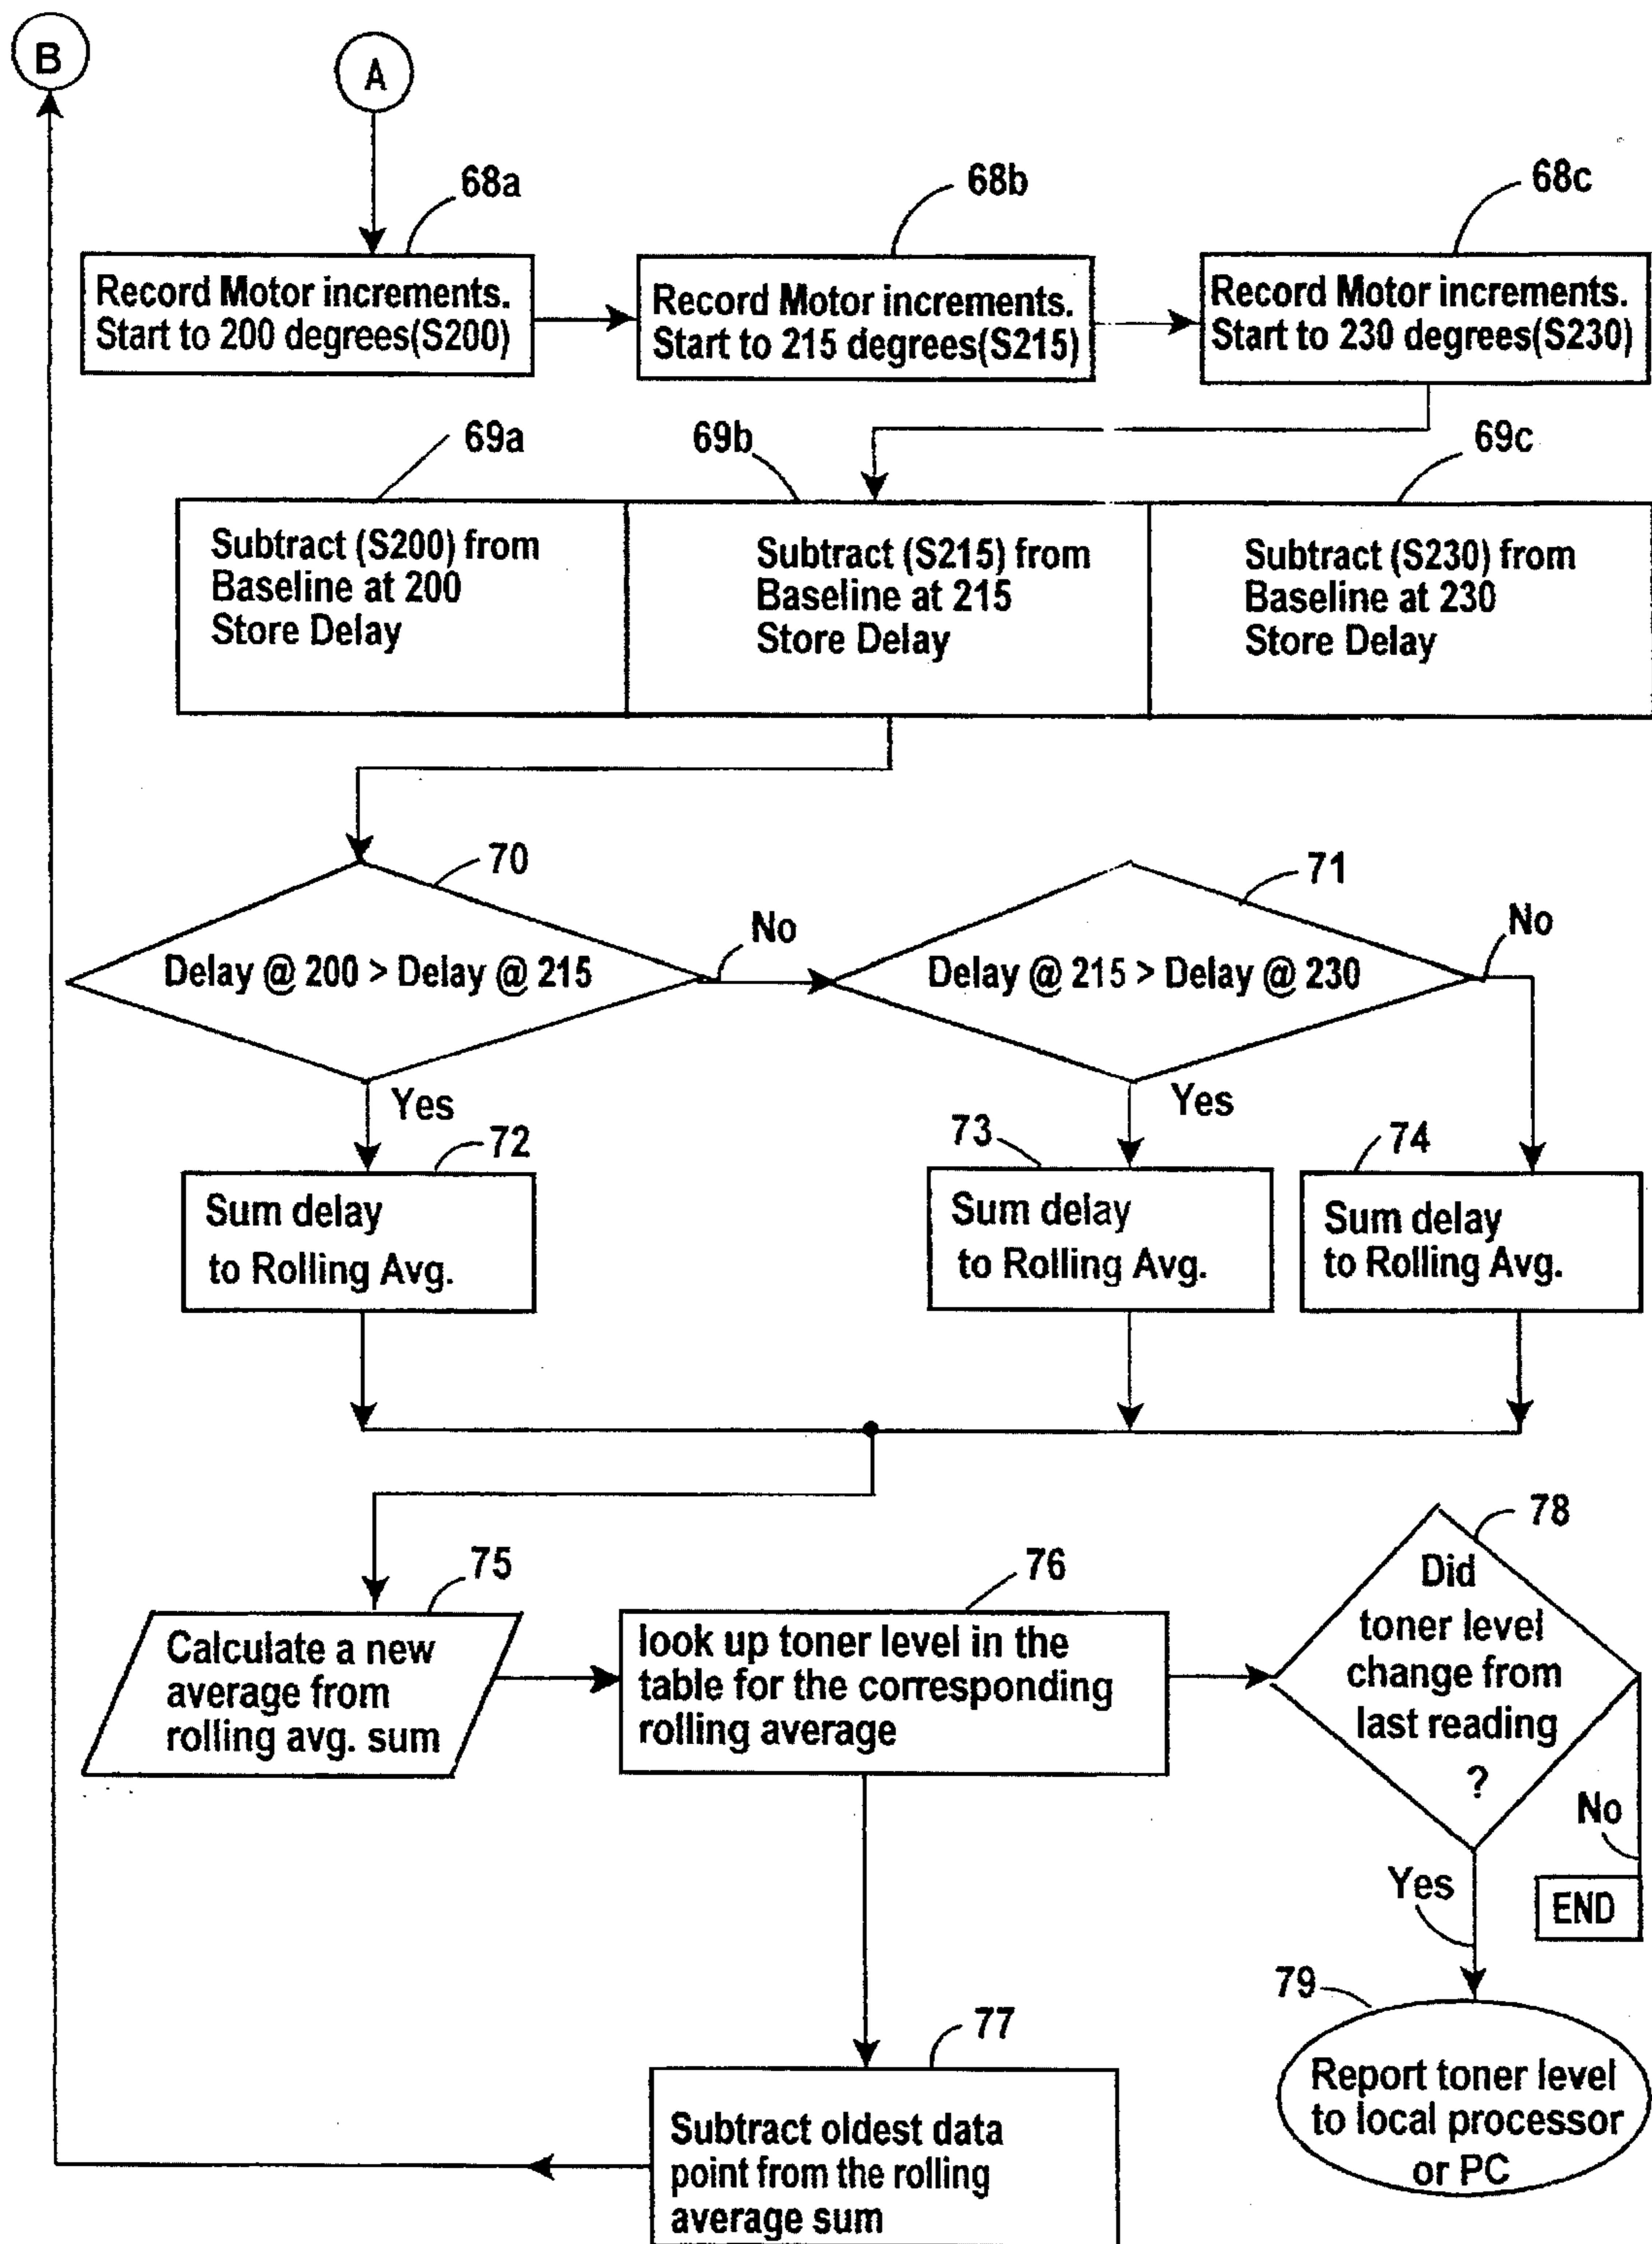 B
A
68a
68b
68c
Record Motor increments.
Start to 200 degrees(S200)
Record Motor increments.
Start to 215 degrees(S215)
Record Motor increments.
Start to 230 degrees(S230)
69a
69b
69c
Subtract (S200) from
Baseline at 200
Store Delay
Subtract (S215) from
Baseline at 215
Store Delay
Subtract (S230) from
Baseline at 230
Store Delay
70
71
No
No
Delay @ 200 > Delay @ 215
Delay @ 215 > Delay @ 230
Yes
Yes
72
73
74
Sum delay
to Rolling Avg.
Sum delay
to Rolling Avg.
Sum delay
to Rolling Avg.
75
76
78
Calculate a new
average from
rolling avg. sum
look up toner level in the
table for the corresponding
rolling average
Did
toner level
change from
last reading
?
No
Yes
END
79
77
Report toner level
to local processor
or PC
Subtract oldest data
point from the rolling
average sum